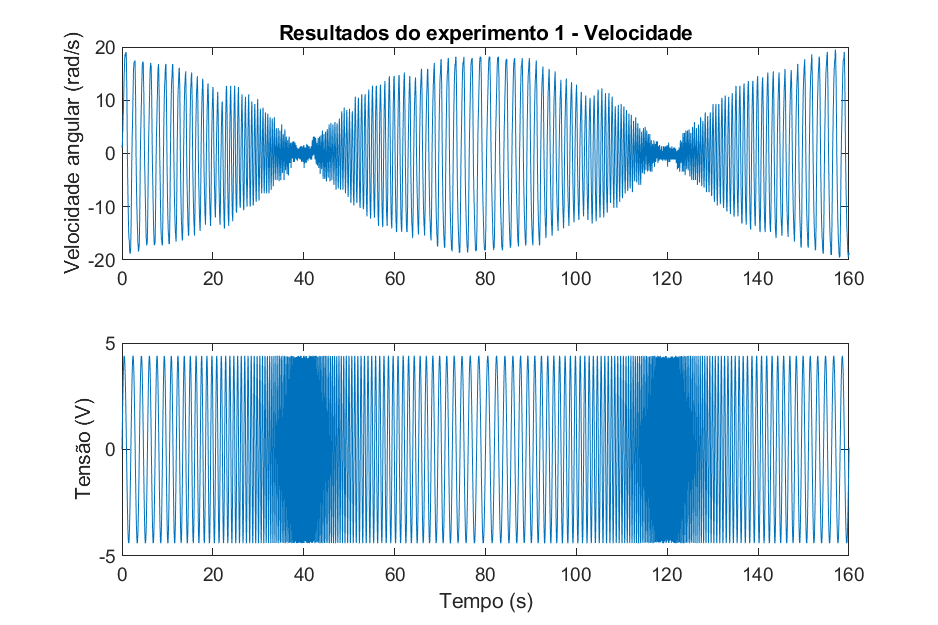 Resultados do experimento 1 - Velocidade
Velocidade angular (rad/s)
20
10
0
-10
-20
0 20 40 60 80 100 120 140 160
Tensão (V)
5
0
-5
0 20 40 60 80 100 120 140 160
Tempo (s)